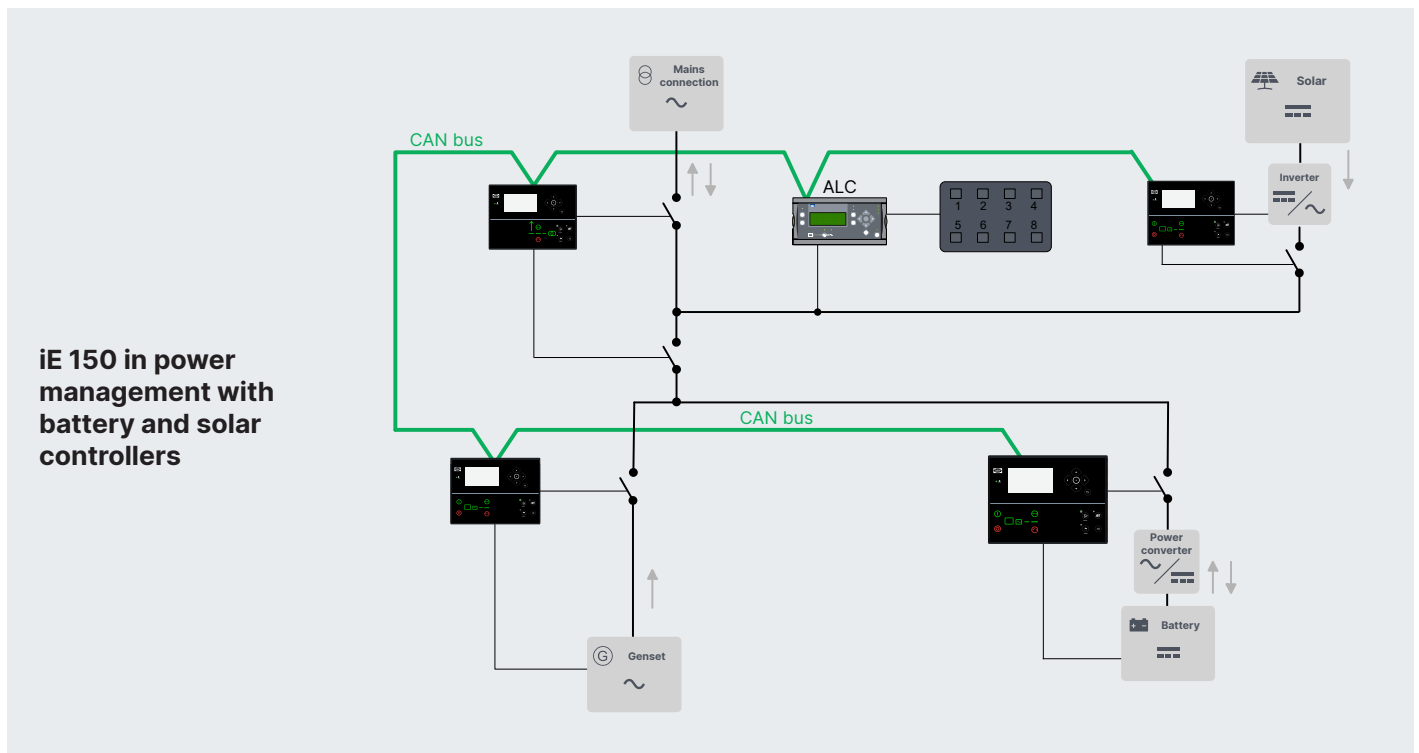 Mains
connection
Solar
CAN bus
Inverter
ALC
1 2 3 4
5 6 7 8
iE 150 in power
management with
battery and solar
controllers
CAN bus
Power
converter
Battery
G Genset